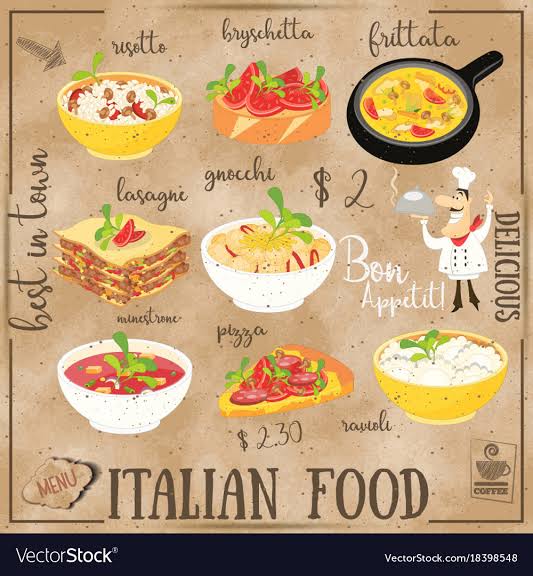 risotto
bryschetta
frittata
best in town
lasagne
gnocchi
$ 2
Bon
Appetit!
DELICIOUS
minestrone
pizza
$ 2.30
ravioli
MENU
ITALIAN FOOD
COFFEE
VectorStock®
VectorStock.com/18398548